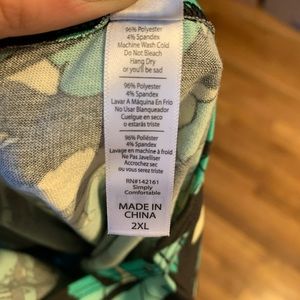 96% Polyester
4% Spandex
Machine Wash Cold
Do Not Bleach
Hang Dry
or you'll be sad
96% Polyester
4% Spandex
Lavar A Máquina En Frío
No Usar Blanqueador
Cuelgue en seco
o estarás triste
96% Poliéster
4% Spandex
Lavage en machine à froid
Ne Pas Javelliser
Accrochez sec
ou vous serez triste
RN#142161
Simply
Comfortable
MADE IN
CHINA
2XL